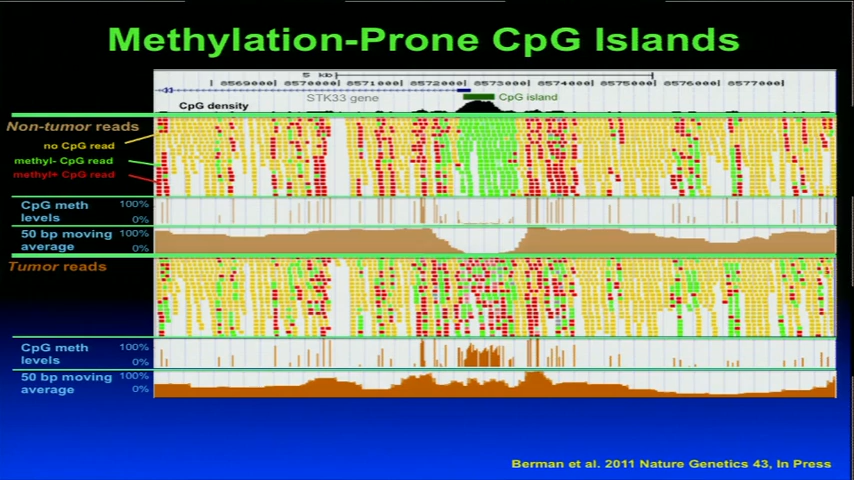 Methylation-Prone CpG Islands
5 kb
8569000 8570000 8571000 8572000 8573000 8574000 8575000 8576000 8577000
STK33 gene
CpG island
CpG density
Non-tumor reads
no CpG read
methyl- CpG read
methyl+ CpG read
CpG meth levels 100% 0%
50 bp moving average 100% 0%
Tumor reads
CpG meth levels 100% 0%
50 bp moving average 100% 0%
Berman et al. 2011 Nature Genetics 43, In Press